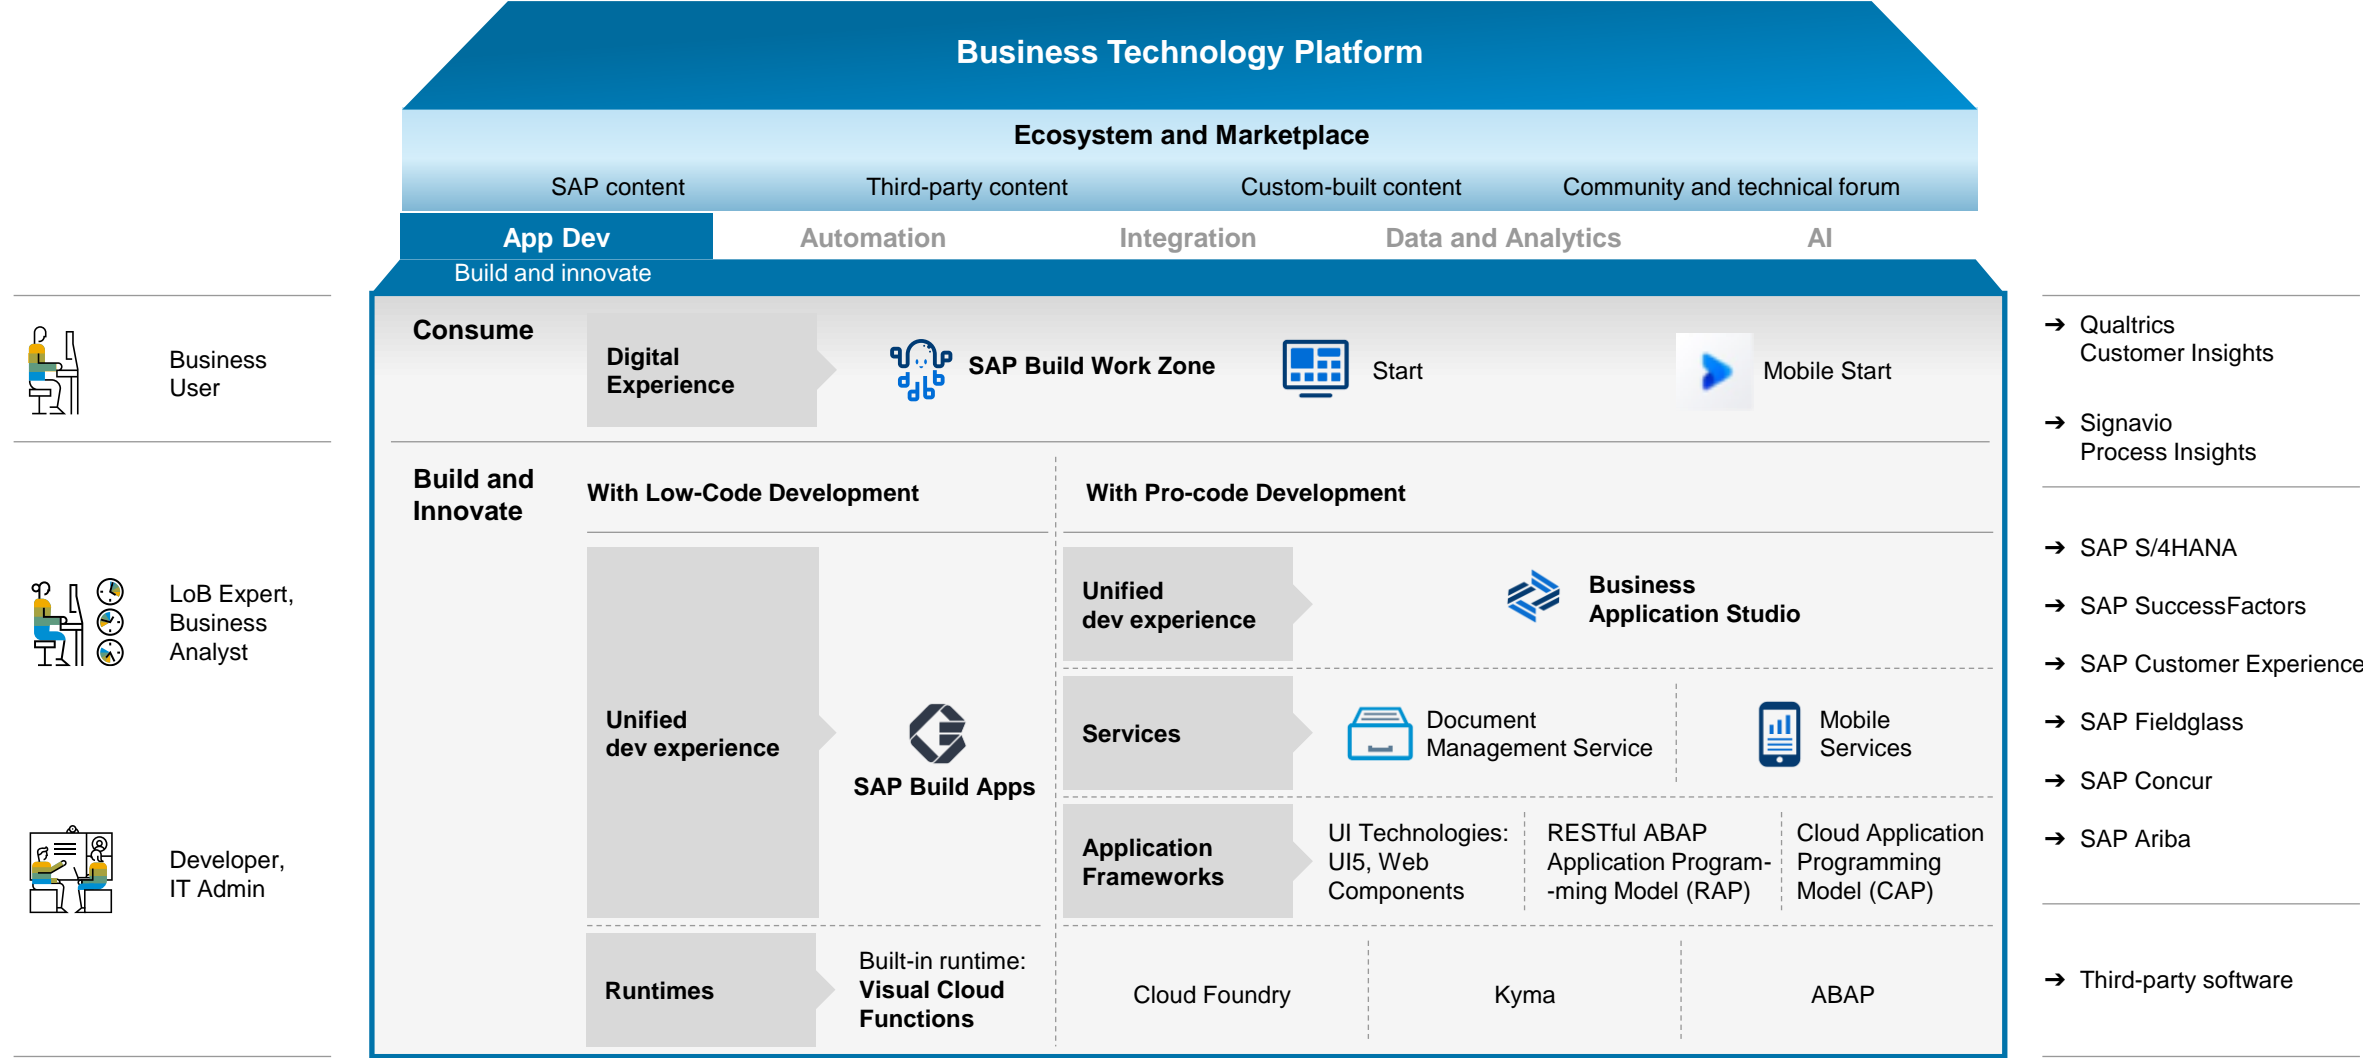 Business Technology Platform
Ecosystem and Marketplace
SAP content
Third-party content
Custom-built content
Community and technical forum
App Dev
Automation
Integration
Data and Analytics
AI
Build and innovate
Business
User
LoB Expert,
Business
Analyst
Developer,
IT Admin
Consume
Digital
Experience
SAP Build Work Zone
Start
Mobile Start
Build and
Innovate
With Low-Code Development
Unified
dev experience
SAP Build Apps
Runtimes
Built-in runtime:
Visual Cloud
Functions
With Pro-code Development
Unified
dev experience
Business
Application Studio
Services
Document
Management Service
Mobile
Services
Application
Frameworks
UI Technologies:
UI5, Web
Components
RESTful ABAP
Application Program-
-ming Model (RAP)
Cloud Application
Programming
Model (CAP)
Cloud Foundry
Kyma
ABAP
➔ Qualtrics
Customer Insights
➔ Signavio
Process Insights
➔ SAP S/4HANA
➔ SAP SuccessFactors
➔ SAP Customer Experience
➔ SAP Fieldglass
➔ SAP Concur
➔ SAP Ariba
➔ Third-party software